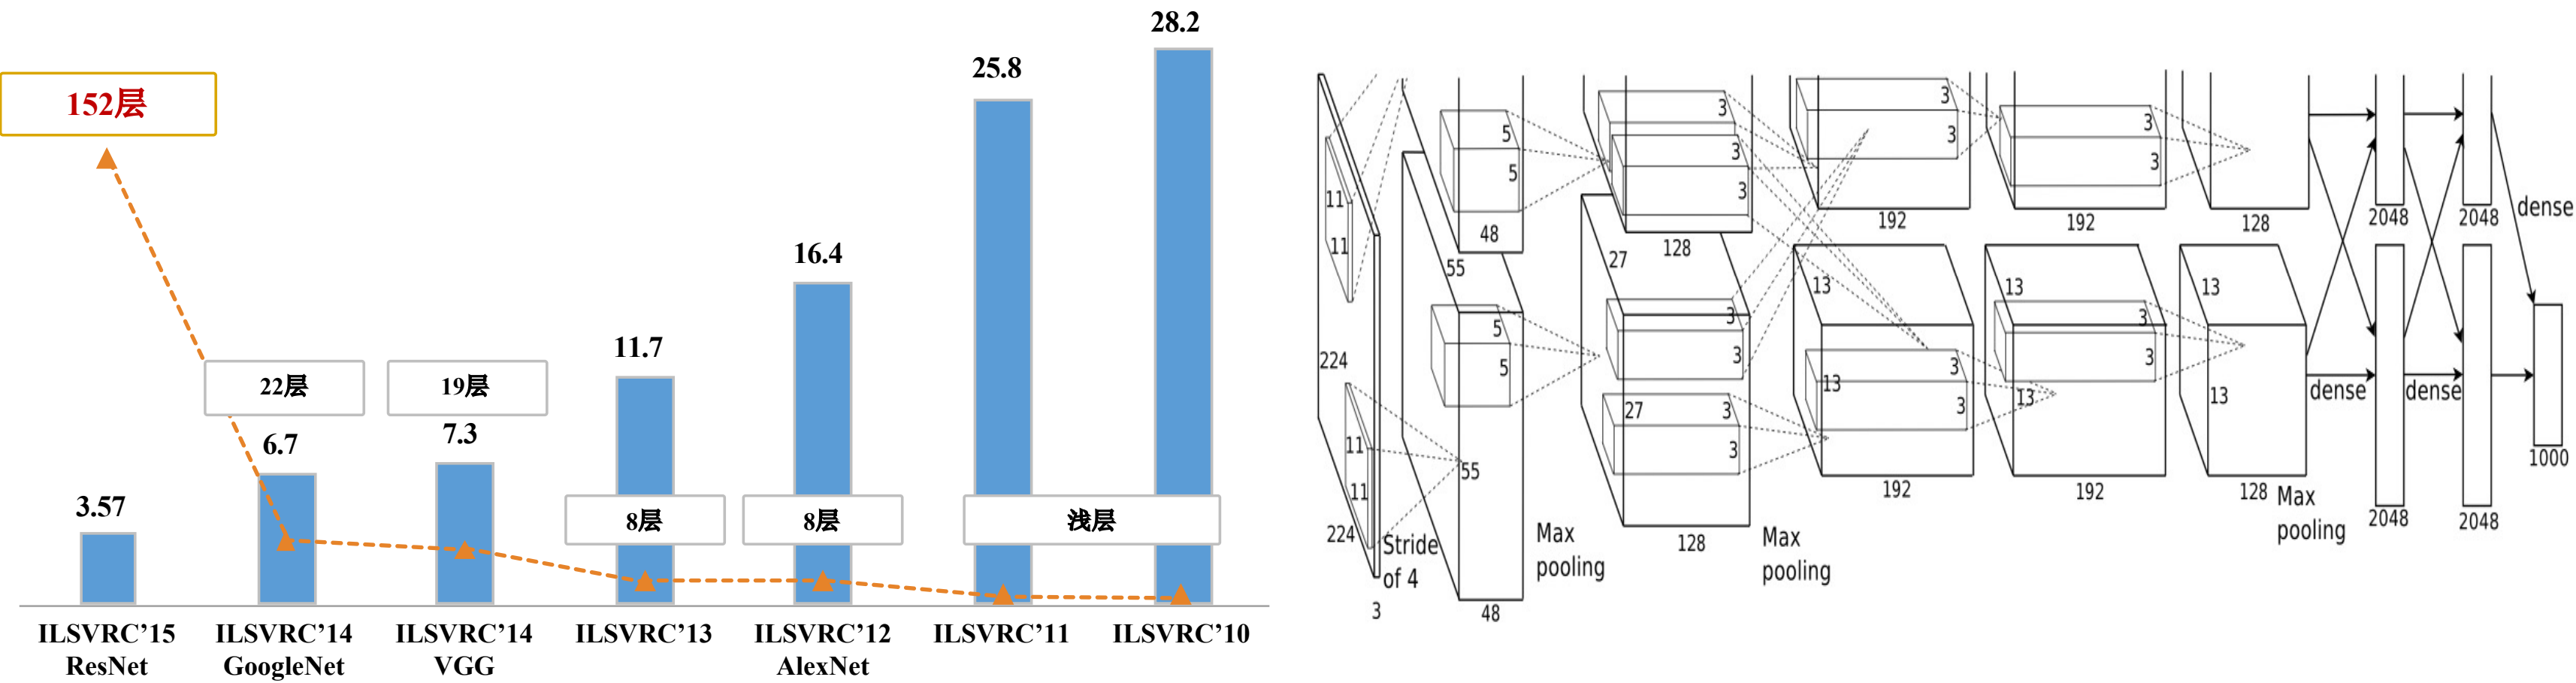 28.2
25.8
152层
16.4
11.7
22层
19层
6.7
7.3
3.57
8层
8层
浅层
ILSVRC’15
ResNet
ILSVRC’14
GoogleNet
ILSVRC’14
VGG
ILSVRC’13
ILSVRC’12
AlexNet
ILSVRC’11
ILSVRC’10
11
11
224
11
11
224
3
Stride
of 4
5
5
48
55
5
5
55
48
Max
pooling
3
3
3
128
27
3
3
27
3
3
128
Max
pooling
3
3
192
13
3
13
3
192
3
3
192
13
3
3
13
192
128
13
13
128
Max
pooling
dense
2048
2048
dense
2048
2048
dense
1000